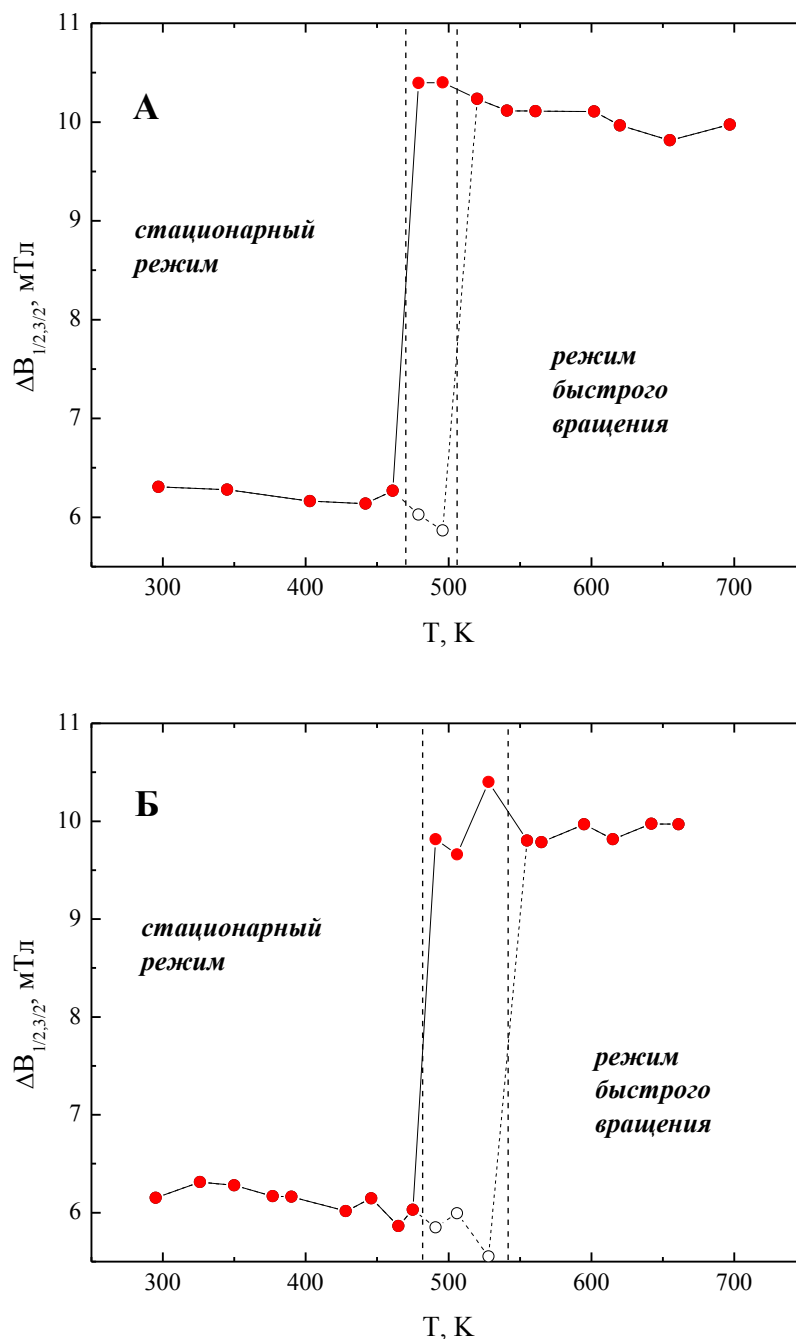 11
А
10
9
стационарный
режим
8
ΔB1/2,3/2, мТл
режим
быстрого
вращения
7
6
300 400 500 600 700
T, K
11
Б
10
9
стационарный
режим
8
ΔB1/2,3/2, мТл
режим
быстрого
вращения
7
6
300 400 500 600 700
T, K